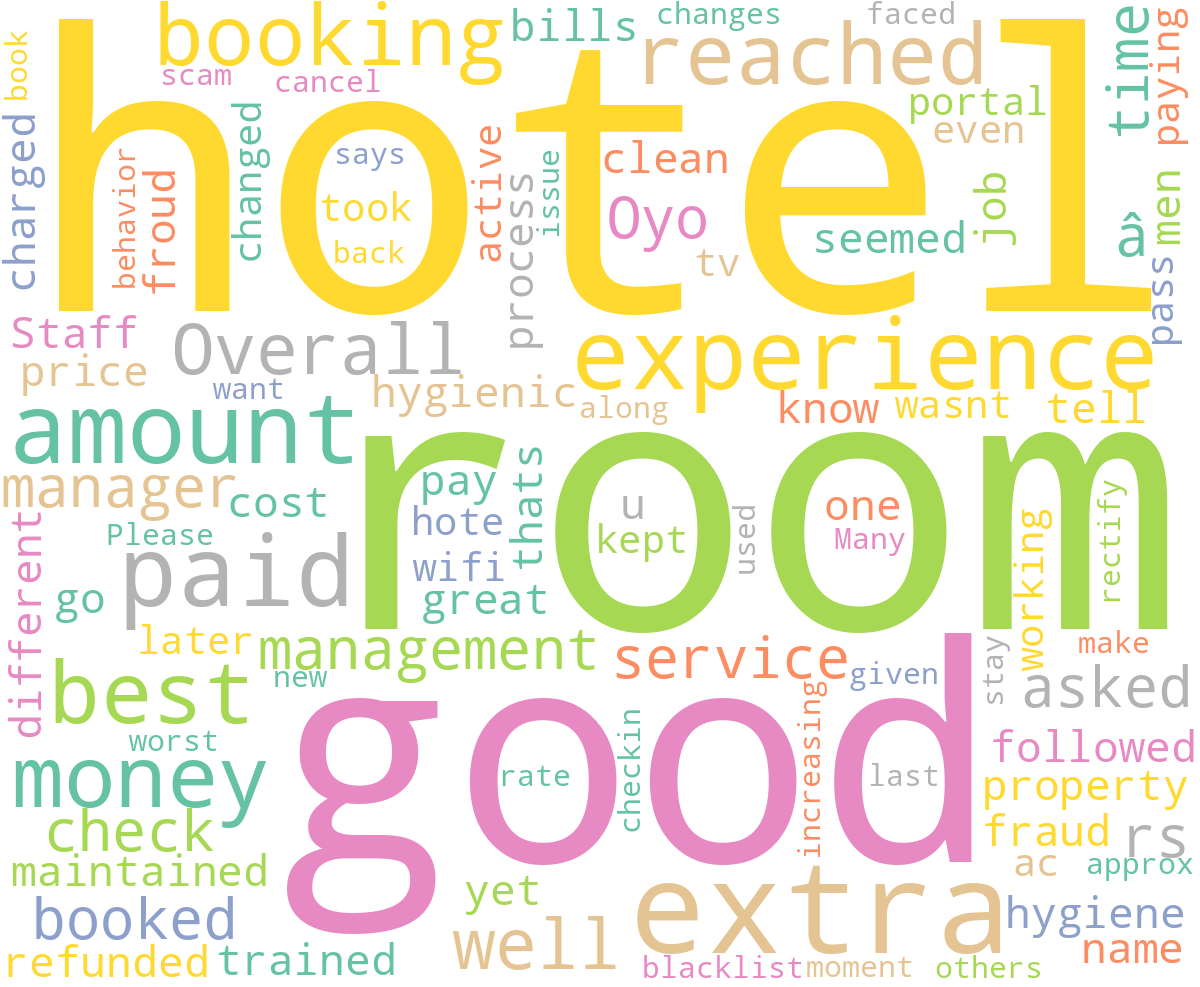 booking
bills
changes
faced
book
scam
cancel
reached
time
paying
hotel
portal
even
charged
behavior
froud
changed
says
took
back
active
process
issue
clean
Oyo
tv
seemed
job
â
men
pass
Staff
price
Overall
want
hygienic
experience
along
know
wasnt
tell
amount
room
manager
cost
pay
hote
wifi
great
thats
u
kept
used
one
Many
working
rectify
different
Please
paid
go
later
management
new
service
given
stay
make
asked
best
worst
good
money
rate
checkin
increasing
last
followed
property
check
fraud
rs
maintained
ac
approx
booked
yet
extra
hygiene
well
name
refunded
trained
blacklist
moment
others